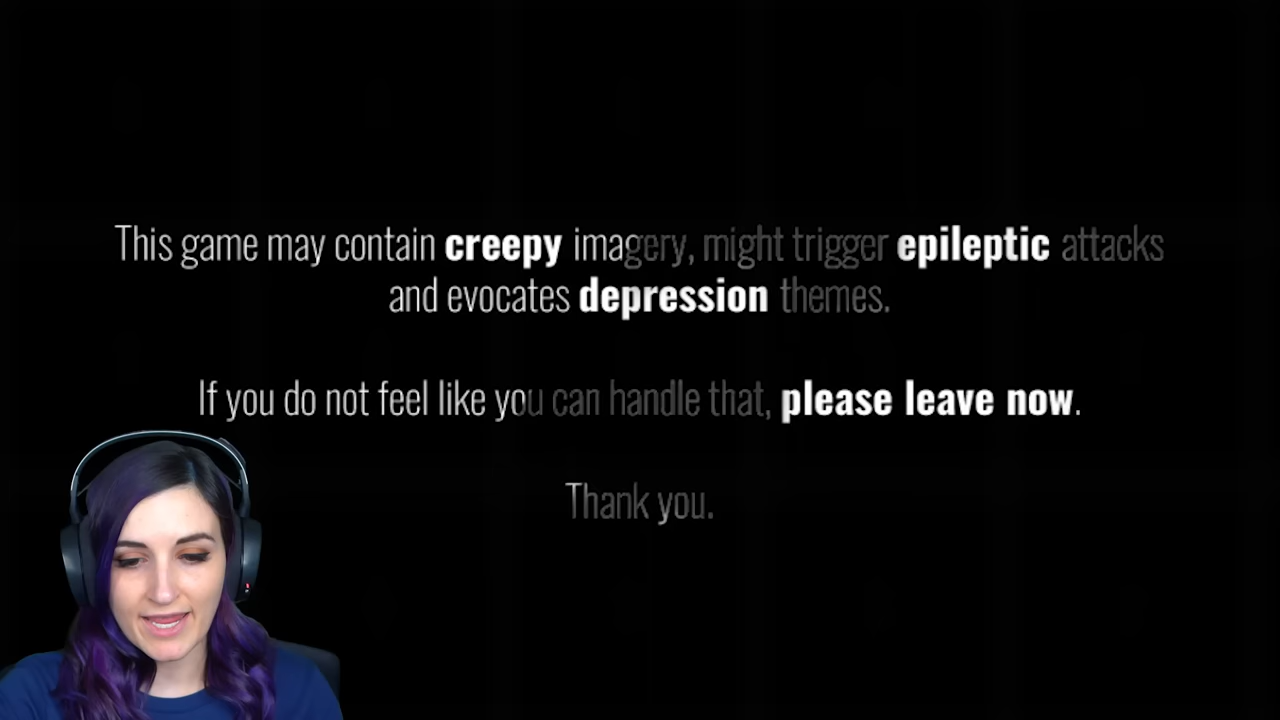 This game may contain creepy imagery, might trigger epileptic attacks
and evocates depression themes.
If you do not feel like you can handle that, please leave now.
Thank you.